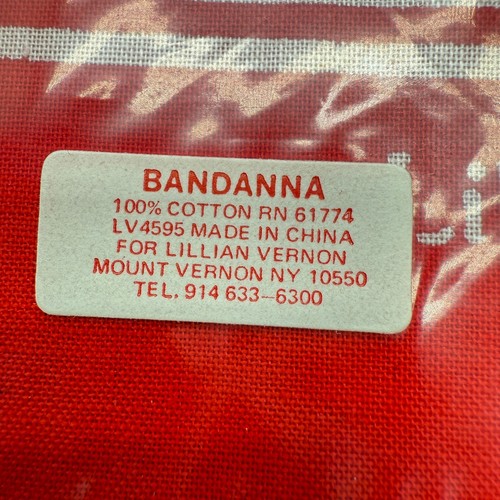 BANDANNA
100% COTTON RN 61774
LV4595 MADE IN CHINA
FOR LILLIAN VERNON
MOUNT VERNON NY 10550
TEL. 914 633-6300